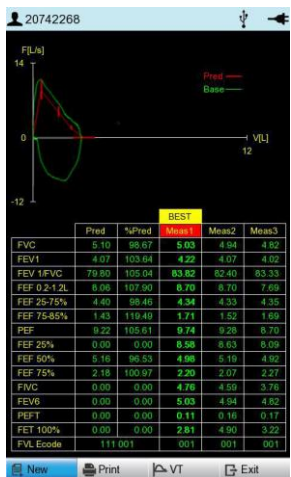 20742268
F[L/s]
14
Pred
Base
0
V[L]
12
-12
BEST
Pred %Pred Meas1 Meas2 Meas3
FVC 5.10 98.67 5.03 4.94 4.82
FEV1 4.07 103.64 4.22 4.07 4.02
FEV 1/FVC 79.80 105.04 83.82 82.40 83.33
FEF 0.2-1.2L 8.06 107.90 8.70 8.70 7.69
FEF 25-75% 4.40 98.46 4.34 4.33 4.35
FEF 75-85% 1.43 119.49 1.71 1.52 1.69
PEF 9.22 105.61 9.74 9.28 8.70
FEF 25% 0.00 0.00 8.58 8.63 8.09
FEF 50% 5.16 96.53 4.98 5.19 4.92
FEF 75% 2.18 100.97 2.20 2.07 2.27
FIVC 0.00 0.00 4.76 4.59 3.76
FEV6 0.00 0.00 5.03 4.94 4.82
PEFT 0.00 0.00 0.11 0.16 0.17
FET 100% 0.00 0.00 2.81 4.90 3.22
FVL Ecode 111 001 001 001 001
New Print VT Exit